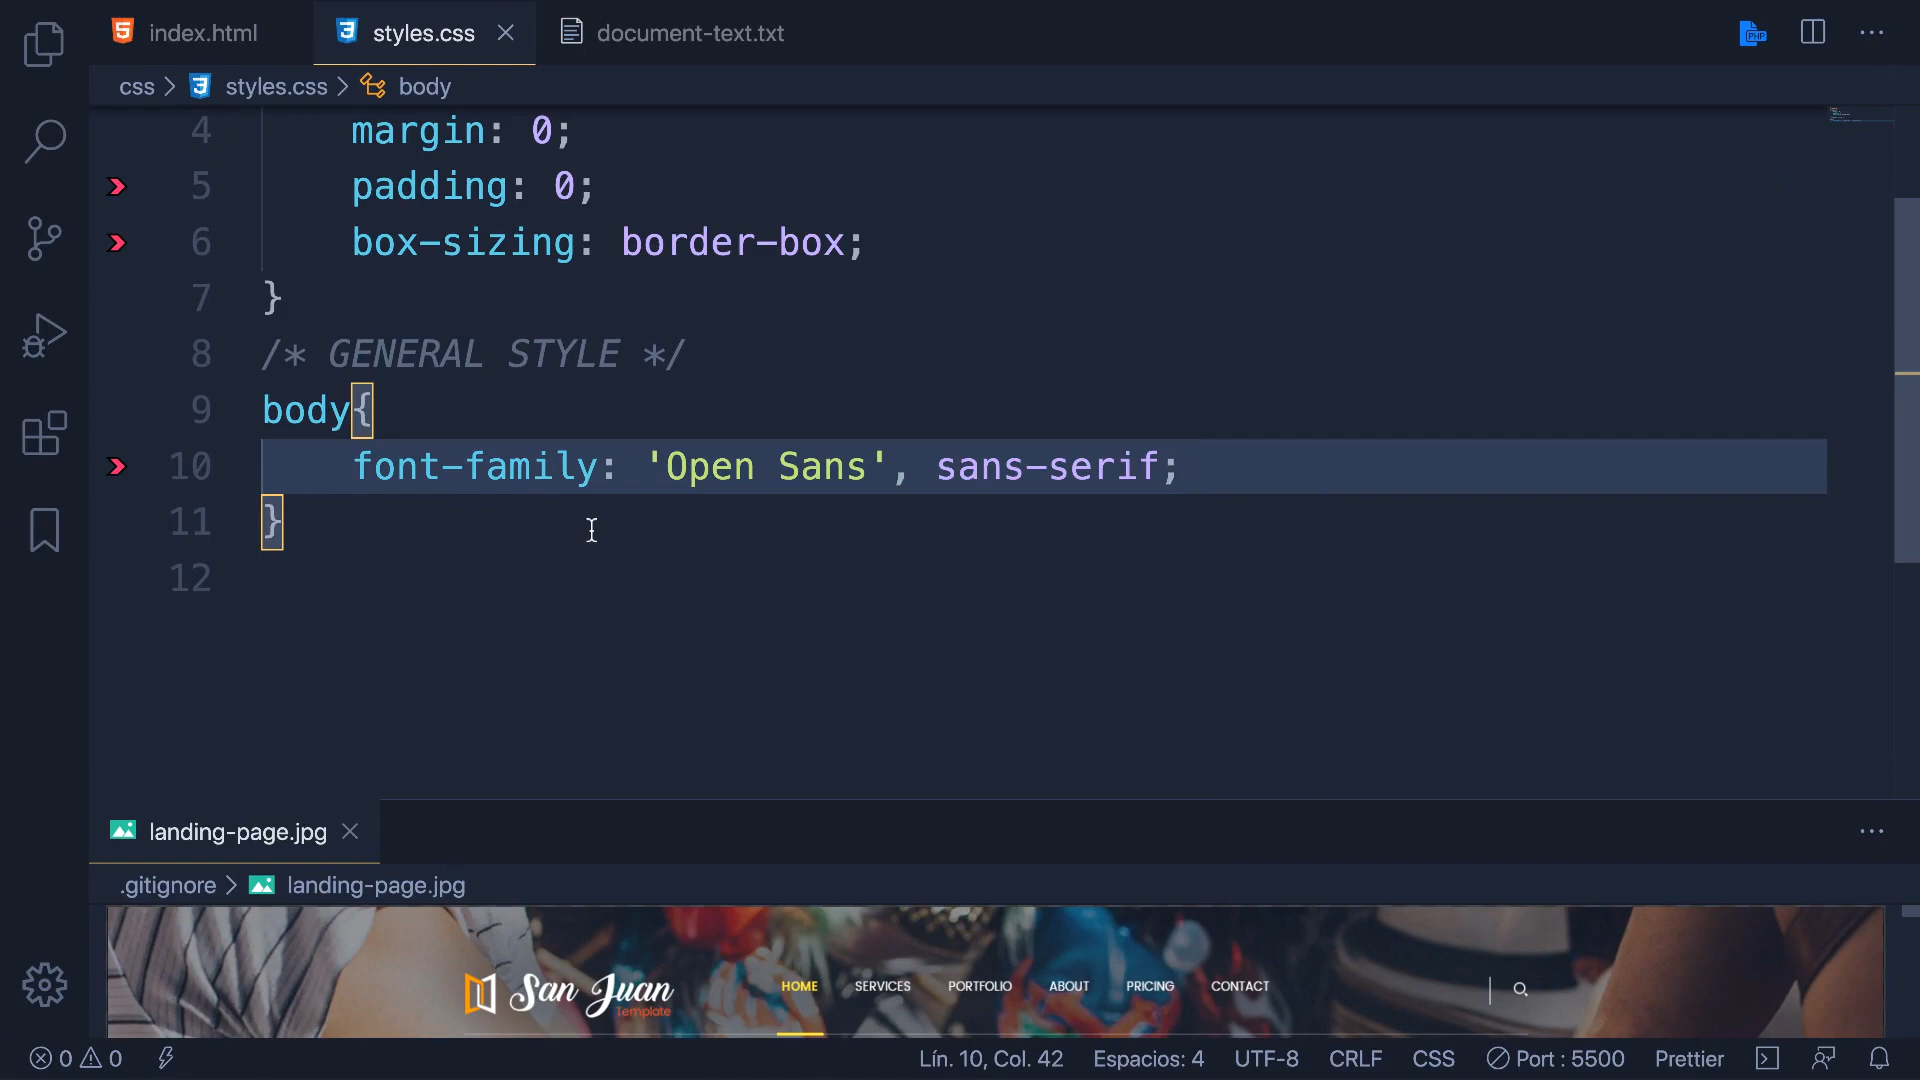 index.html
styles.css
document-text.txt
PHP
css > styles.css > body
4 margin: 0;
5 padding: 0;
6 box-sizing: border-box;
7 }
8 /* GENERAL STYLE */
9 body{
10 font-family: 'Open Sans', sans-serif;
11 }
12
landing-page.jpg
.gitignore > landing-page.jpg
San Juan
Template
HOME SERVICES PORTFOLIO ABOUT PRICING CONTACT
0 0 Lín. 10, Col. 42 Espacios: 4 UTF-8 CRLF CSS Port : 5500 Prettier